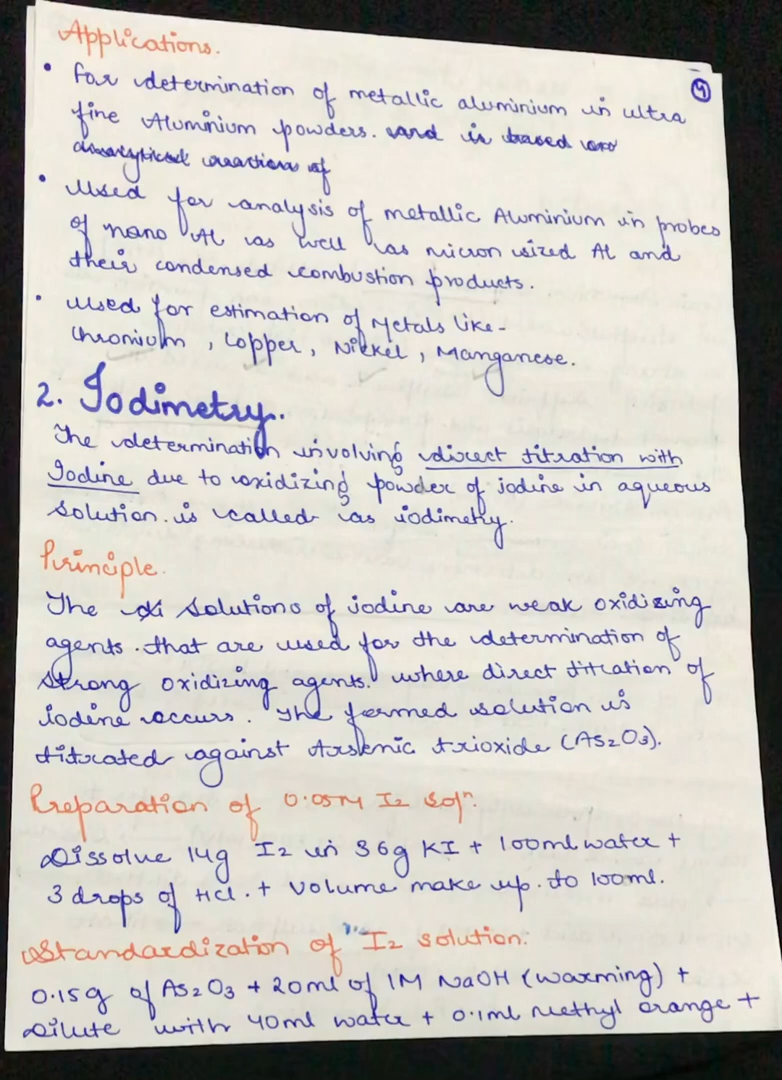 Applications.
④
• for determination of metallic aluminium in ultra
fine Aluminium powders. and is based on
analytical reactions of
• Used for analysis of metallic Aluminium in probes
of nano Al as well as micron sized Al and
their condensed combustion products.
• used for estimation of Metals like-
Chromium, Copper, Nickel, Manganese.
2. Iodimetry.
The determination involving direct titration with
Iodine due to oxidizing powder of iodine in aqueous
solution is called as iodimetry.
Principle.
The solutions of iodine are weak oxidizing
agents. that are used for the determination of
strong oxidizing agents. where direct titration of
iodine occurs. The formed solution is
titrated against Arsenic trioxide (As2O3).
Preparation of 0.05M I2 Solⁿ.
Dissolve 14g I2 in 36g KI + 100ml water +
3 drops of HCl. + Volume make up. to 100ml.
Standardization of I2 solution:
0.15g of As2O3 + 20ml of 1M NaOH (warming) +
Dilute with 40ml water + 0.1ml methyl orange +